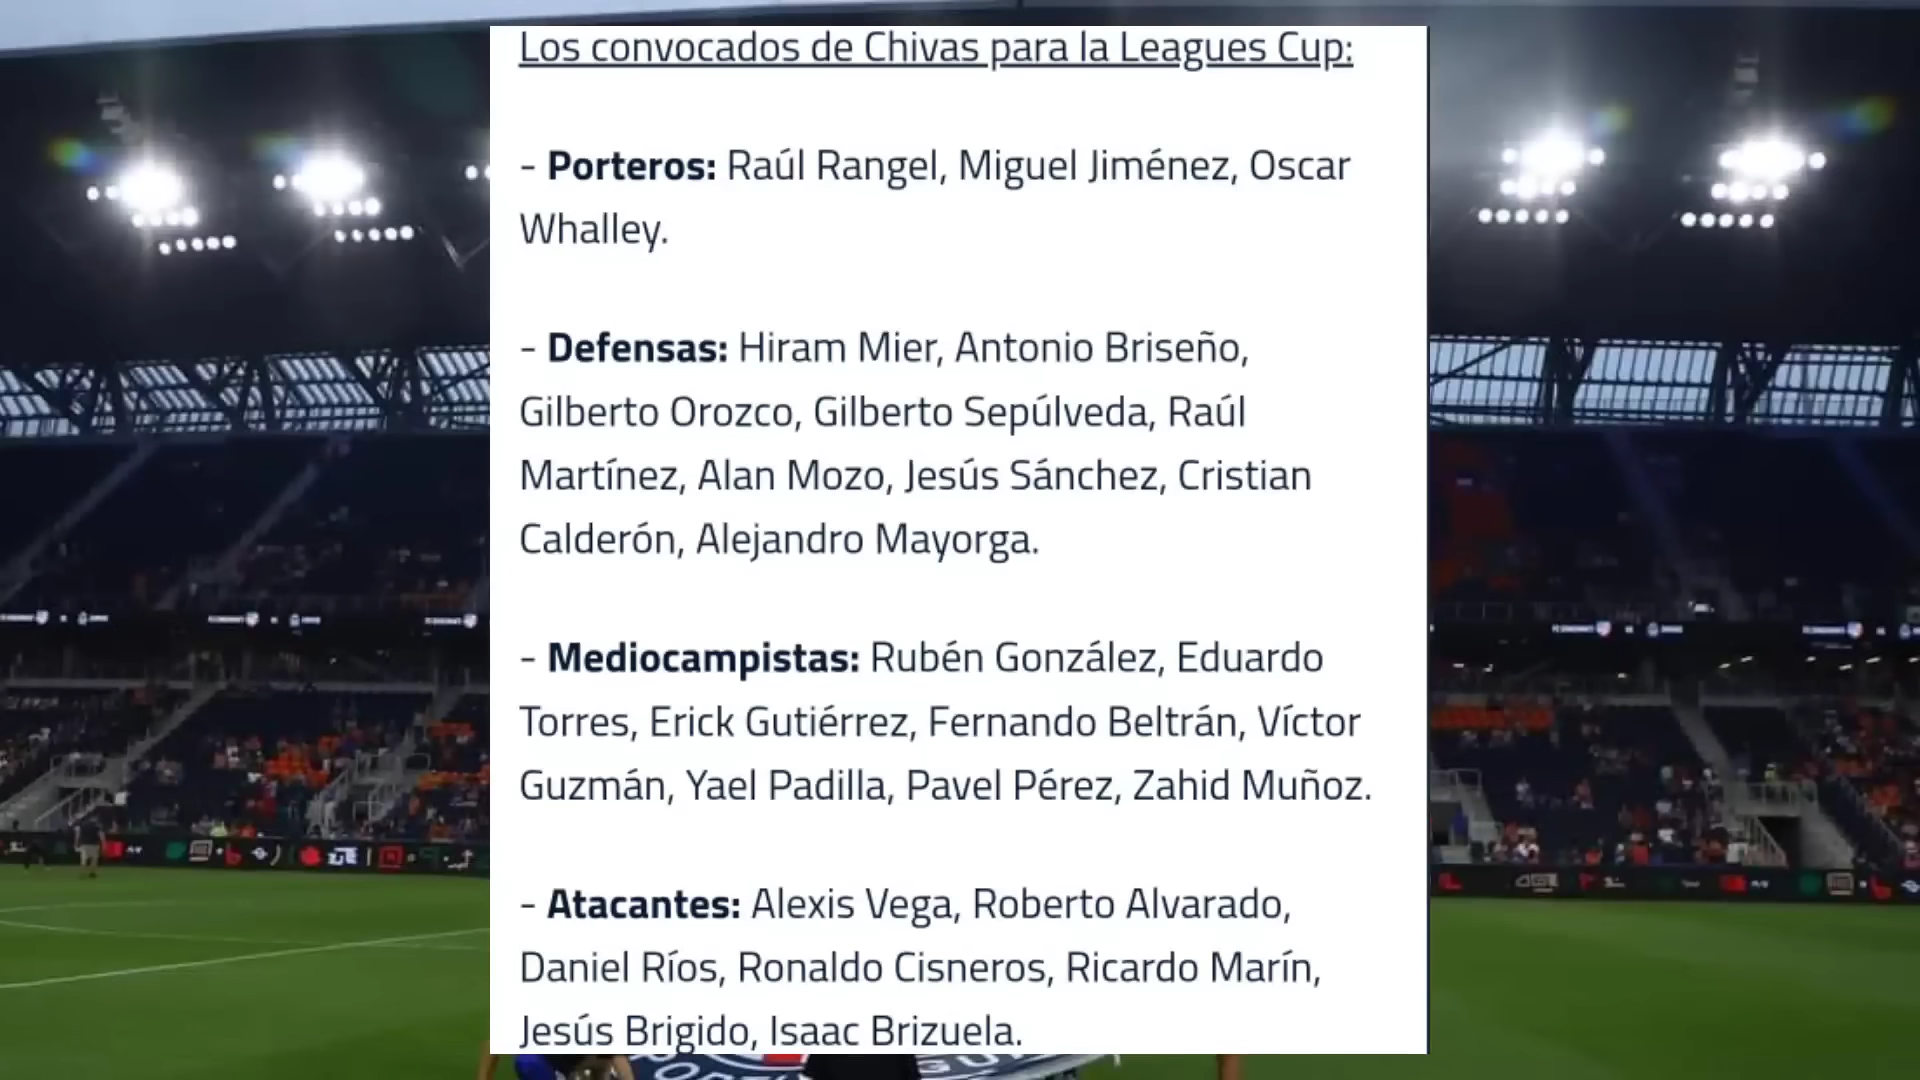 Los convocados de Chivas para la Leagues Cup:
- Porteros: Raúl Rangel, Miguel Jiménez, Oscar
Whalley.
- Defensas: Hiram Mier, Antonio Briseño,
Gilberto Orozco, Gilberto Sepúlveda, Raúl
Martínez, Alan Mozo, Jesús Sánchez, Cristian
Calderón, Alejandro Mayorga.
- Mediocampistas: Rubén González, Eduardo
Torres, Erick Gutiérrez, Fernando Beltrán, Víctor
Guzmán, Yael Padilla, Pavel Pérez, Zahid Muñoz.
- Atacantes: Alexis Vega, Roberto Alvarado,
Daniel Ríos, Ronaldo Cisneros, Ricardo Marín,
Jesús Brigido, Isaac Brizuela.